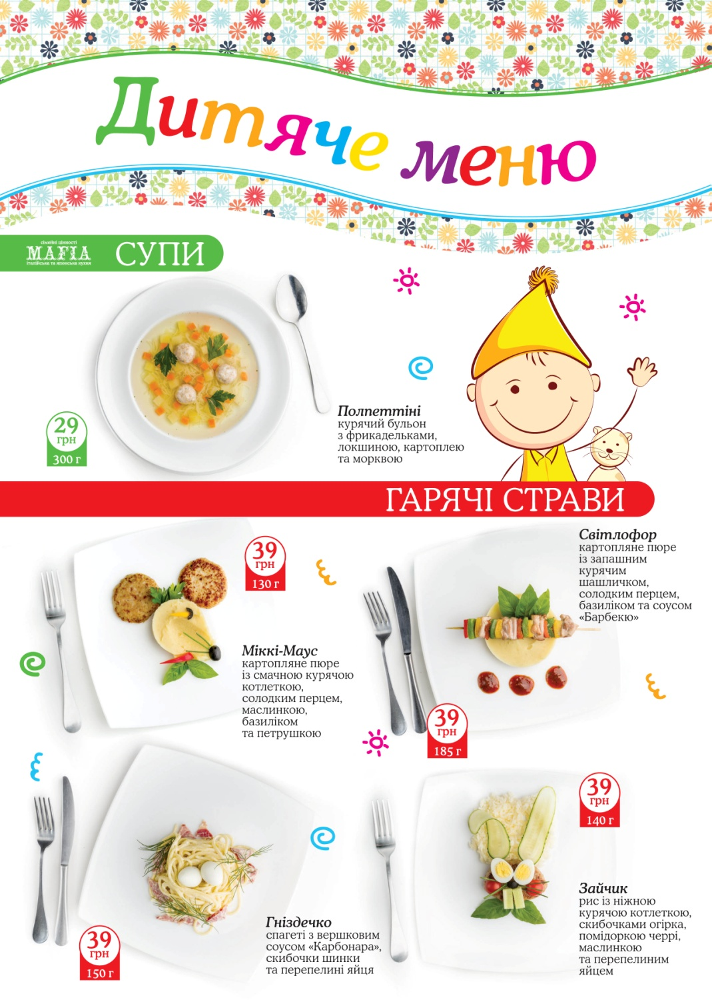 Дитяче меню
сімейні цінності
MAFIA
італійська та японська кухня
СУПИ
29
грн
300 г
Полпеттіні
курячий бульон
з фрикадельками,
локшиною, картоплею
та морквою
ГАРЯЧІ СТРАВИ
39
грн
130 г
Міккі-Маус
картопляне пюре
із смачною курячою
котлеткою,
солодким перцем,
маслинкою,
базиліком
та петрушкою
Світлофор
картопляне пюре
із запашним
курячим
шашличком,
солодким перцем,
базиліком та соусом
«Барбекю»
39
грн
185 г
39
грн
150 г
Гніздечко
спагеті з вершковим
соусом «Карбонара»,
скибочки шинки
та перепелині яйця
39
грн
140 г
Зайчик
рис із ніжною
курячою котлеткою,
скибочками огірка,
помідоркою черрі,
маслинкою
та перепелиним
яйцем